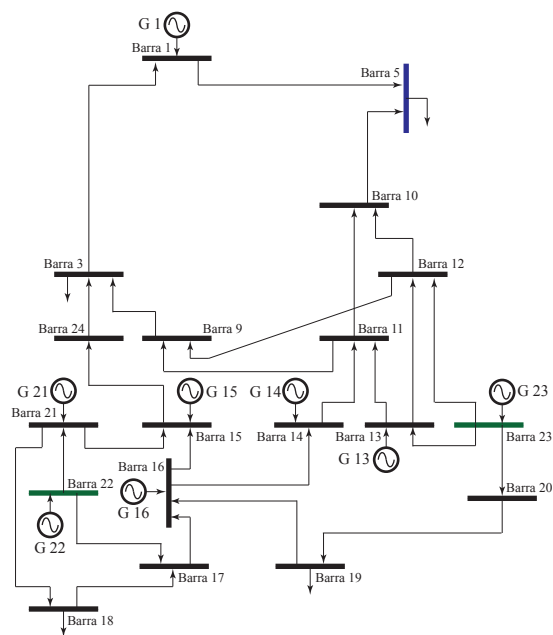 G 1
Barra 1
Barra 5
Barra 10
Barra 3
Barra 12
Barra 24
Barra 9
Barra 11
G 21
G 15
G 14
G 23
Barra 21
Barra 15
Barra 14
Barra 13
Barra 23
G 13
Barra 16
Barra 22
G 16
Barra 20
G 22
Barra 17
Barra 19
Barra 18